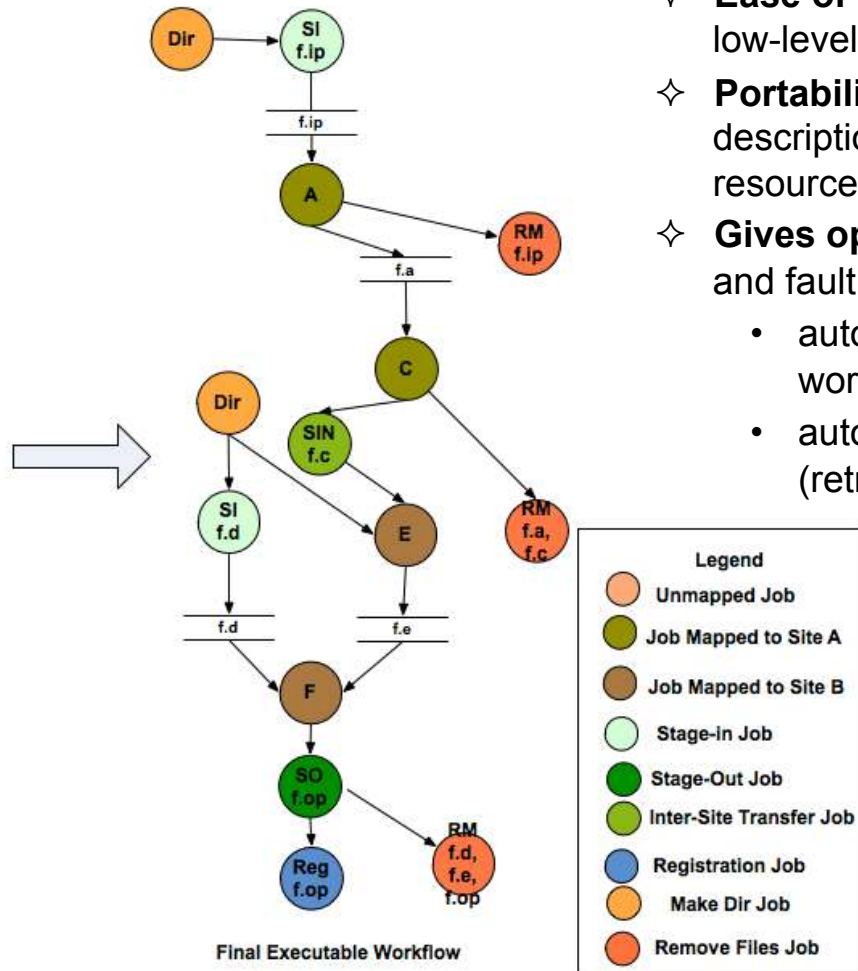 Dir
SI
f.ip
f.ip
A
RM
f.ip
f.a
C
Dir
SIN
f.c
SI
f.d
E
RM
f.a,
f.c
f.d
f.e
F
SO
f.op
Reg
f.op
RM
f.d,
f.e,
f.op
Final Executable Workflow
low-level
✧ Portabili
descriptio
resource
✧ Gives op
and fault
• auto
wor
• auto
(retr
Legend
Unmapped Job
Job Mapped to Site A
Job Mapped to Site B
Stage-in Job
Stage-Out Job
Inter-Site Transfer Job
Registration Job
Make Dir Job
Remove Files Job